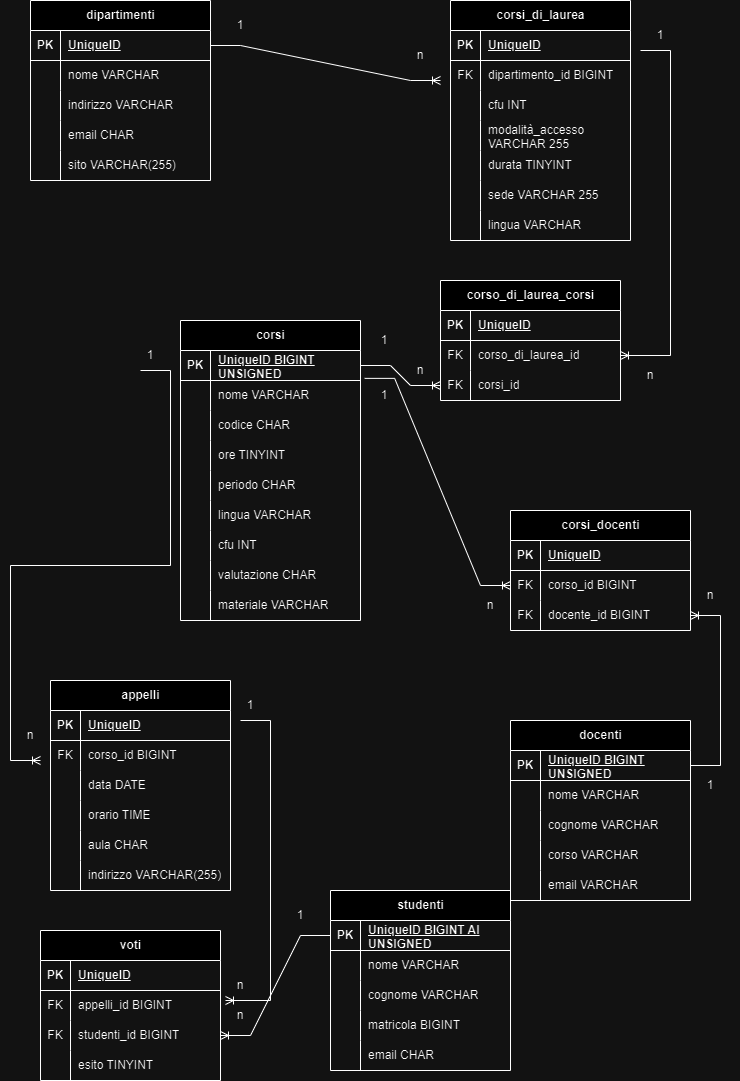 dipartimenti
PK UniqueID
nome VARCHAR
indirizzo VARCHAR
email CHAR
sito VARCHAR(255)
1
n
corsi_di_laurea
PK UniqueID
FK dipartimento_id BIGINT
cfu INT
modalità_accesso
VARCHAR 255
durata TINYINT
sede VARCHAR 255
lingua VARCHAR
1
corso_di_laurea_corsi
PK UniqueID
FK corso_di_laurea_id
FK corsi_id
n
1
corsi
PK UniqueID BIGINT
UNSIGNED
nome VARCHAR
codice CHAR
ore TINYINT
periodo CHAR
lingua VARCHAR
cfu INT
valutazione CHAR
materiale VARCHAR
1
n
1
corsi_docenti
PK UniqueID
FK corso_id BIGINT
FK docente_id BIGINT
n
n
appelli
PK UniqueID
FK corso_id BIGINT
data DATE
orario TIME
aula CHAR
indirizzo VARCHAR(255)
n
1
docenti
PK UniqueID BIGINT
UNSIGNED
nome VARCHAR
cognome VARCHAR
corso VARCHAR
email VARCHAR
1
studenti
PK UniqueID BIGINT AI
UNSIGNED
nome VARCHAR
cognome VARCHAR
matricola BIGINT
email CHAR
1
voti
PK UniqueID
FK appelli_id BIGINT
FK studenti_id BIGINT
esito TINYINT
n
n